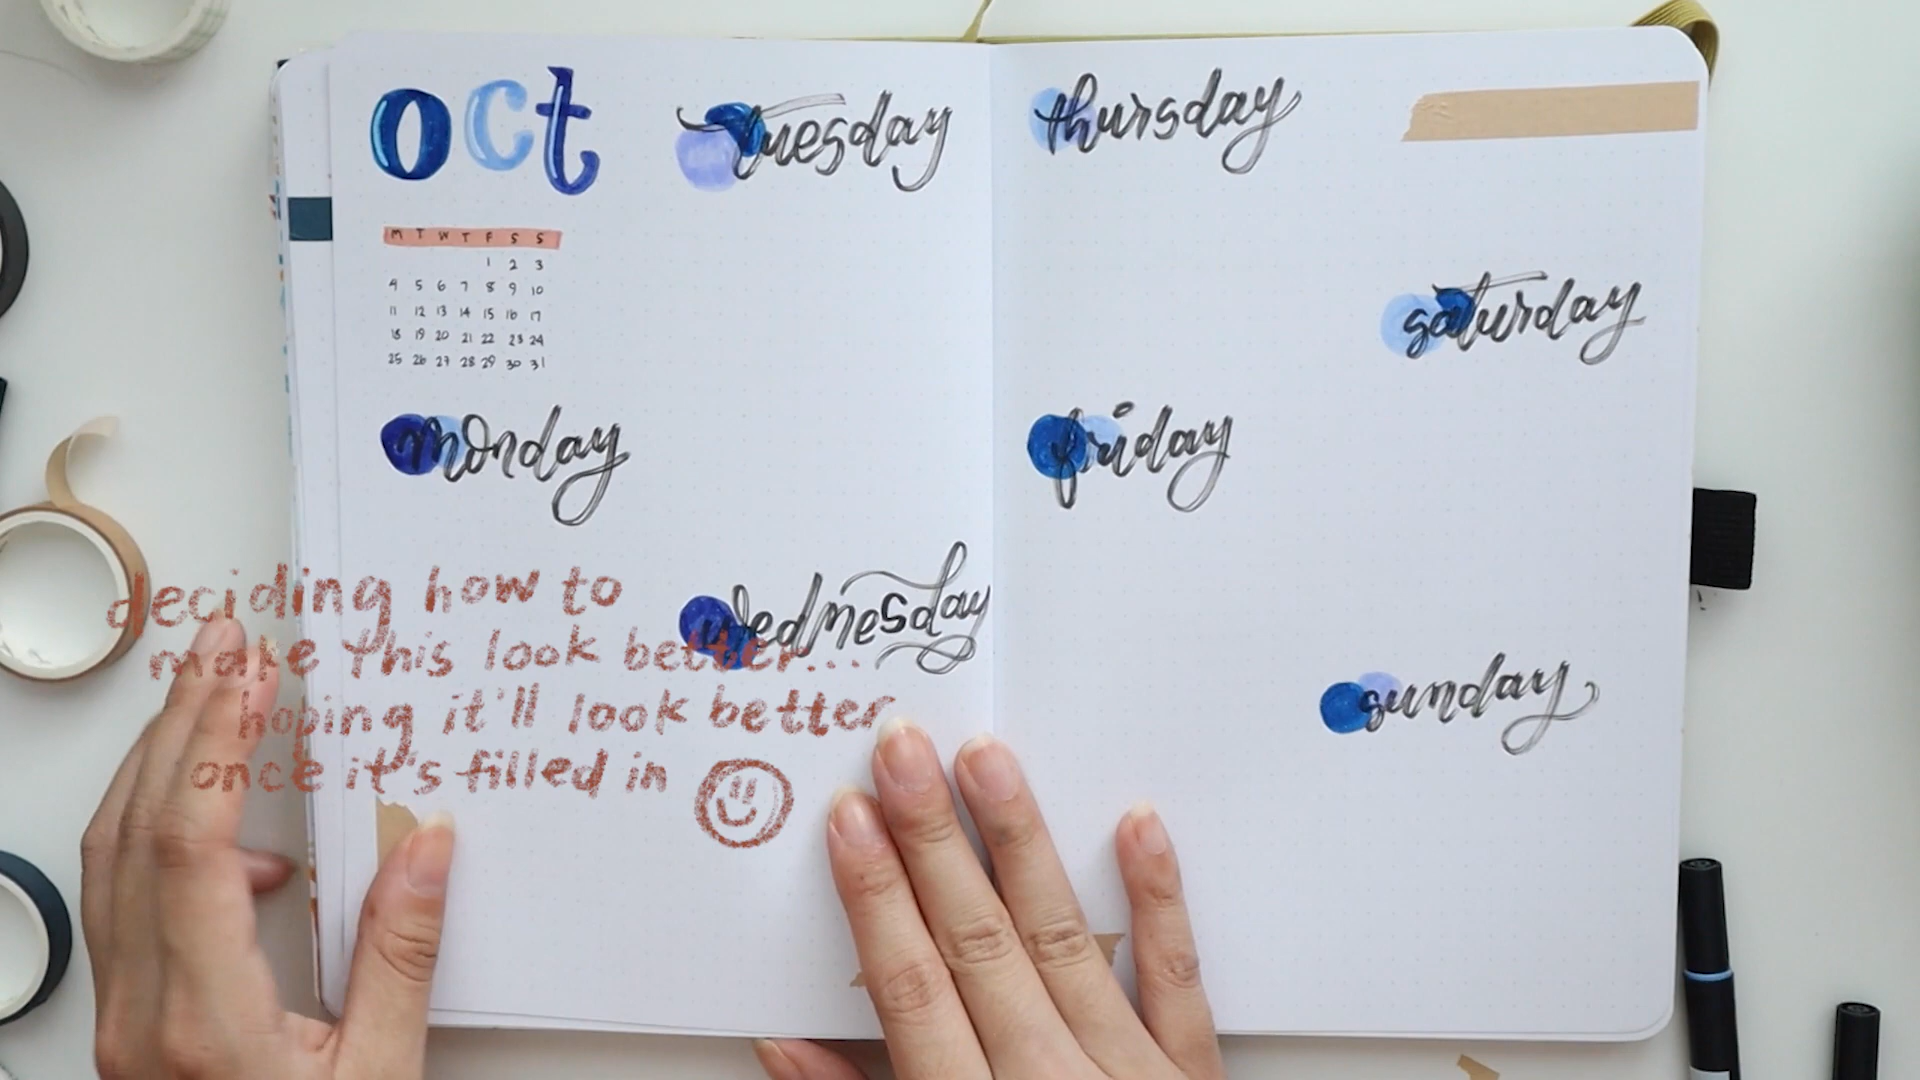 oct
M T W T F S S
1 2 3
4 5 6 7 8 9 10
11 12 13 14 15 16 17
18 19 20 21 22 23 24
25 26 27 28 29 30 31
monday
tuesday
wednesday
thursday
friday
saturday
sunday
deciding how to
make this look better...
hoping it'll look better
once it's filled in